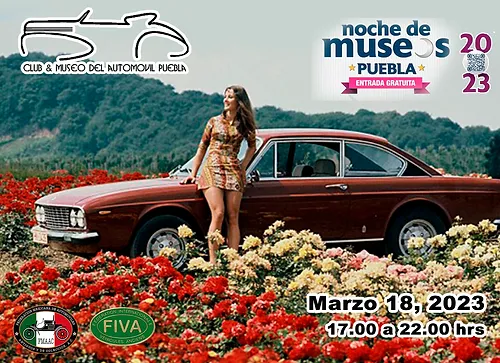 CLUB & MUSEO DEL AUTOMOVIL PUEBLA
noche de
museos
PUEBLA
ENTRADA GRATUITA
20
23
Marzo 18, 2023
17.00 a 22.00 hrs
FMAAC
FIVA